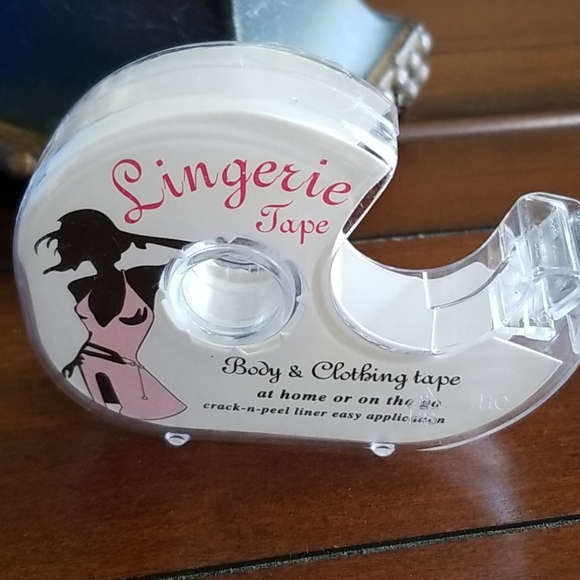 Lingerie
Tape
Body & Clothing tape
at home or on the go
crack-n-peel liner easy application